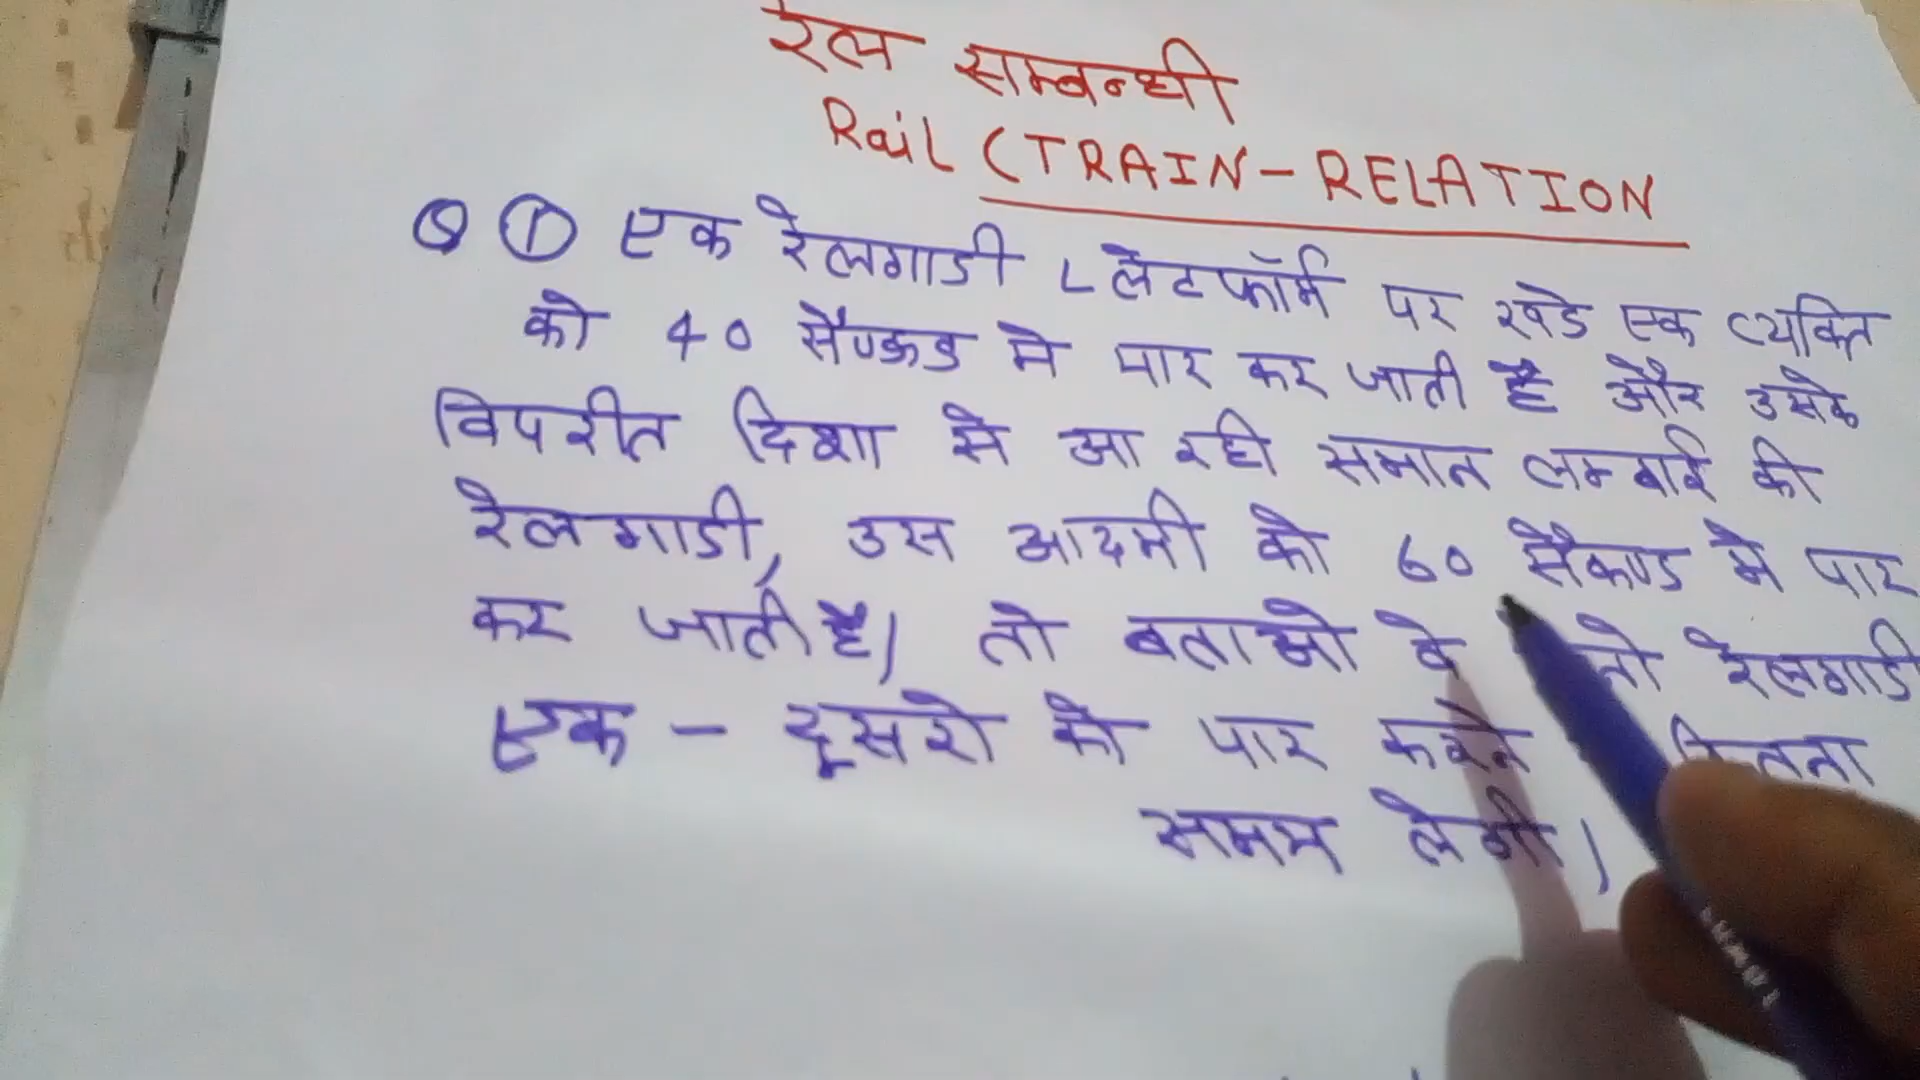 रेल सम्बन्धी
Rail (TRAIN-RELATION
Q ① एक रेलगाडी प्लेटफॉर्म पर खडे एक व्यक्ति
को 40 सैण्कड मे पार कर जाती है और उसके
विपरीत दिशा से आ रही समान लम्बाई की
रेलगाडी, उस आदमी को 60 सैकण्ड मे पार
कर जाती है। तो बताओ वे रेलगाडी
एक - दूसरो को पार करने
समय लेगी।